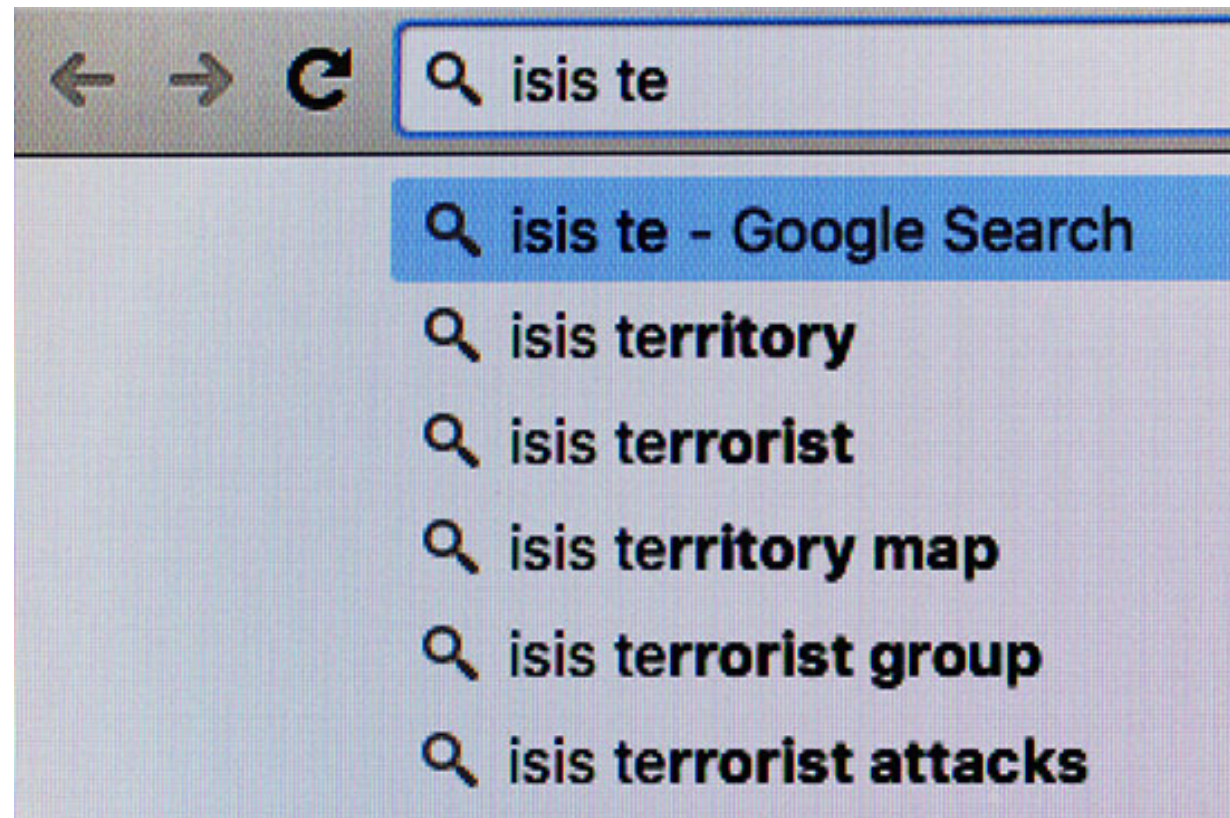 isis te
isis te - Google Search
isis territory
isis terrorist
isis territory map
isis terrorist group
isis terrorist attacks